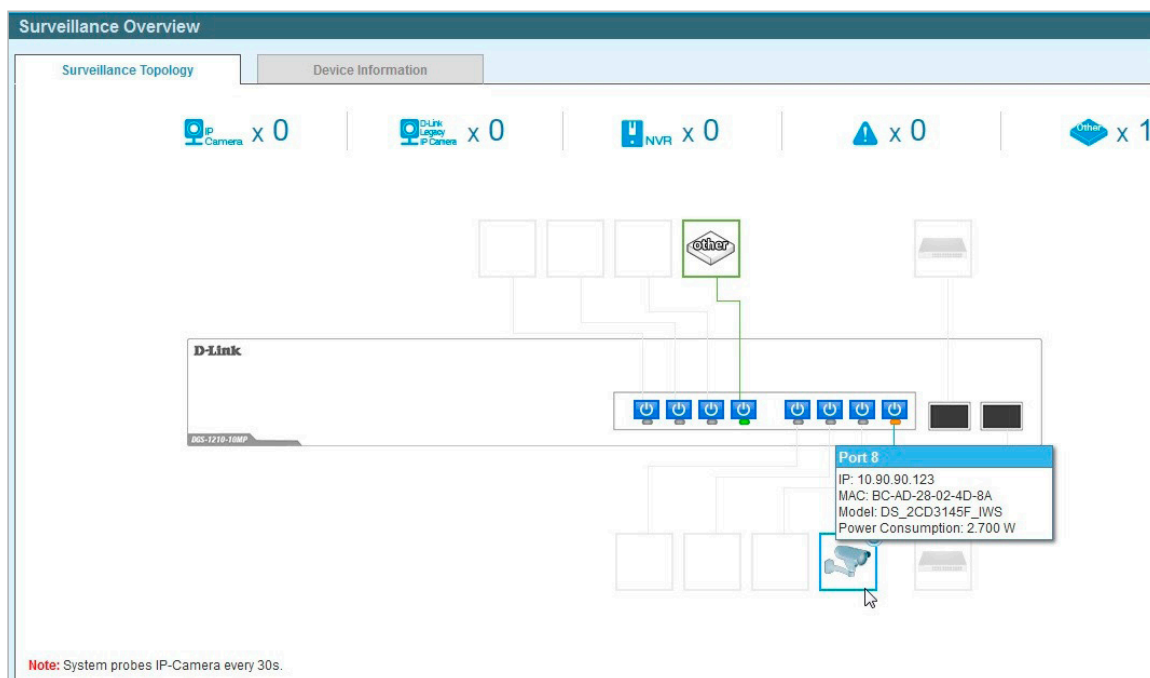 Surveillance Overview
Surveillance Topology
Device Information
IP Camera x 0
D-Link Legacy IP Camera x 0
NVR x 0
x 0
Other x 1
other
D-Link
DGS-1210-10MP
Port 8
IP: 10.90.90.123
MAC: BC-AD-28-02-4D-8A
Model: DS_2CD3145F_IWS
Power Consumption: 2.700 W
Note: System probes IP-Camera every 30s.